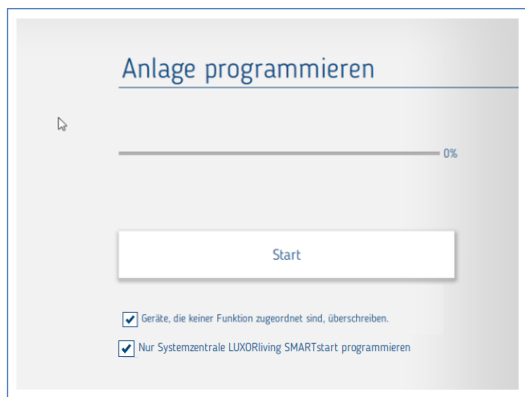 Anlage programmieren
0%
Start
Geräte, die keiner Funktion zugeordnet sind, überschreiben.
Nur Systemzentrale LUXORliving SMARTstart programmieren